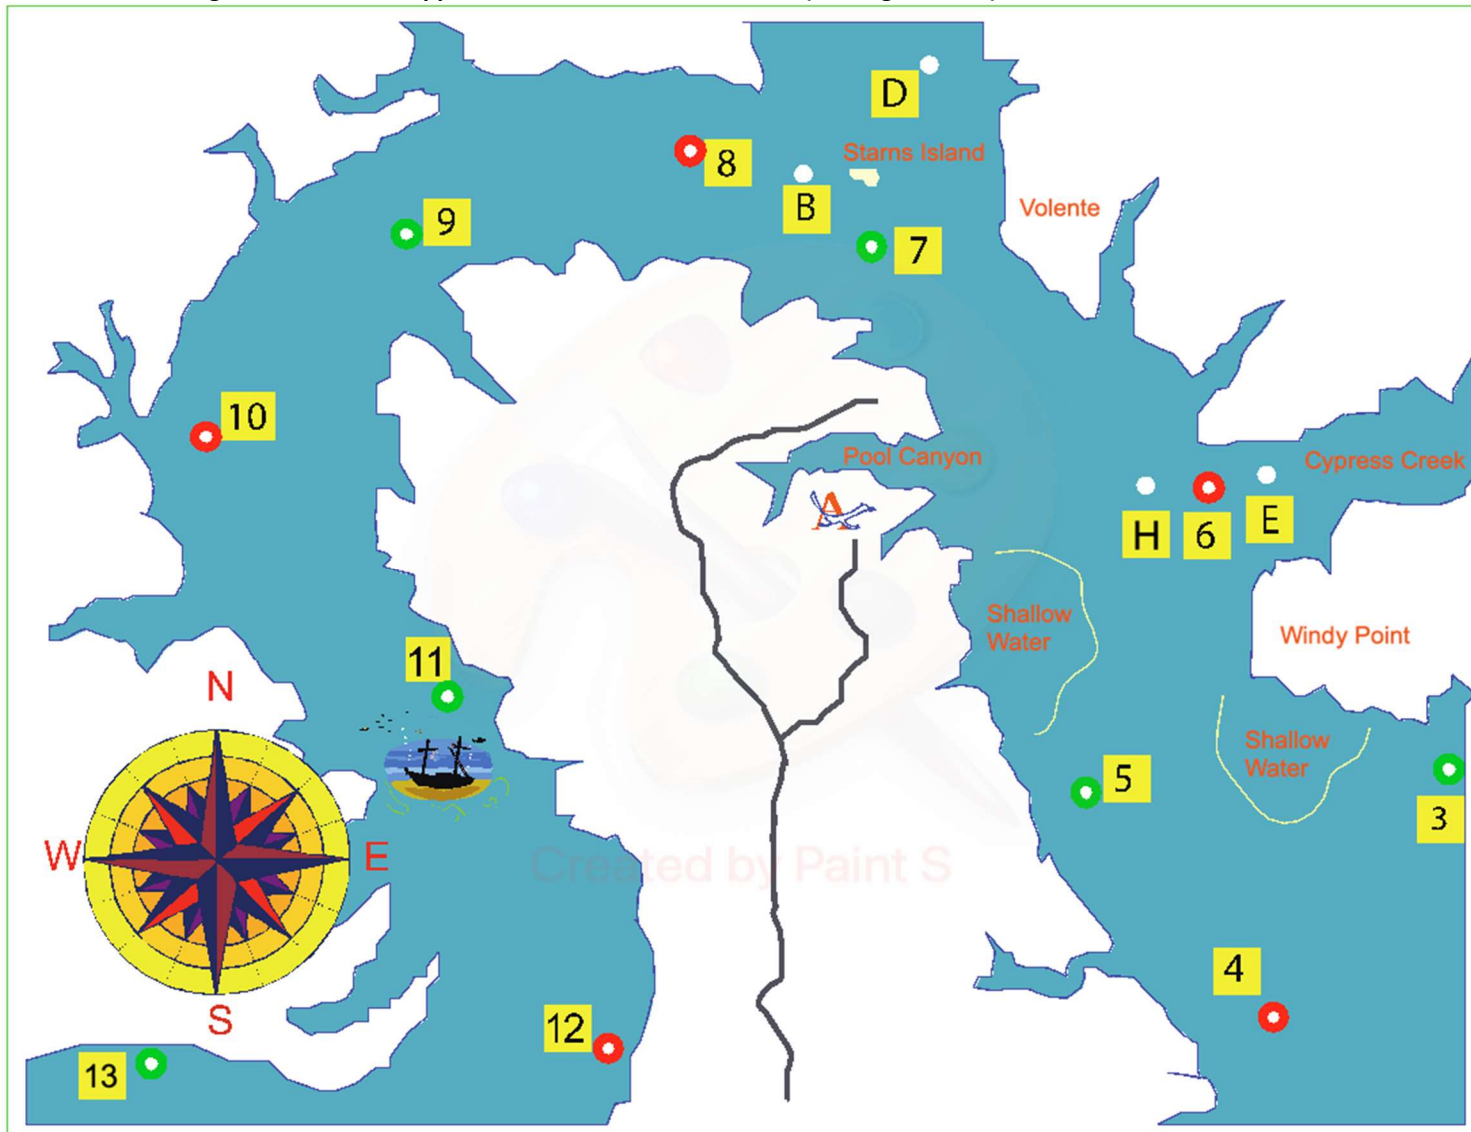 D
8
Starns Island
B
Volente
9
7
10
Pool Canyon
Cypress Creek
A
H
6
E
Shallow
Water
Windy Point
11
N
Shallow
Water
5
3
W
E
Created by Paint S
4
S
12
13